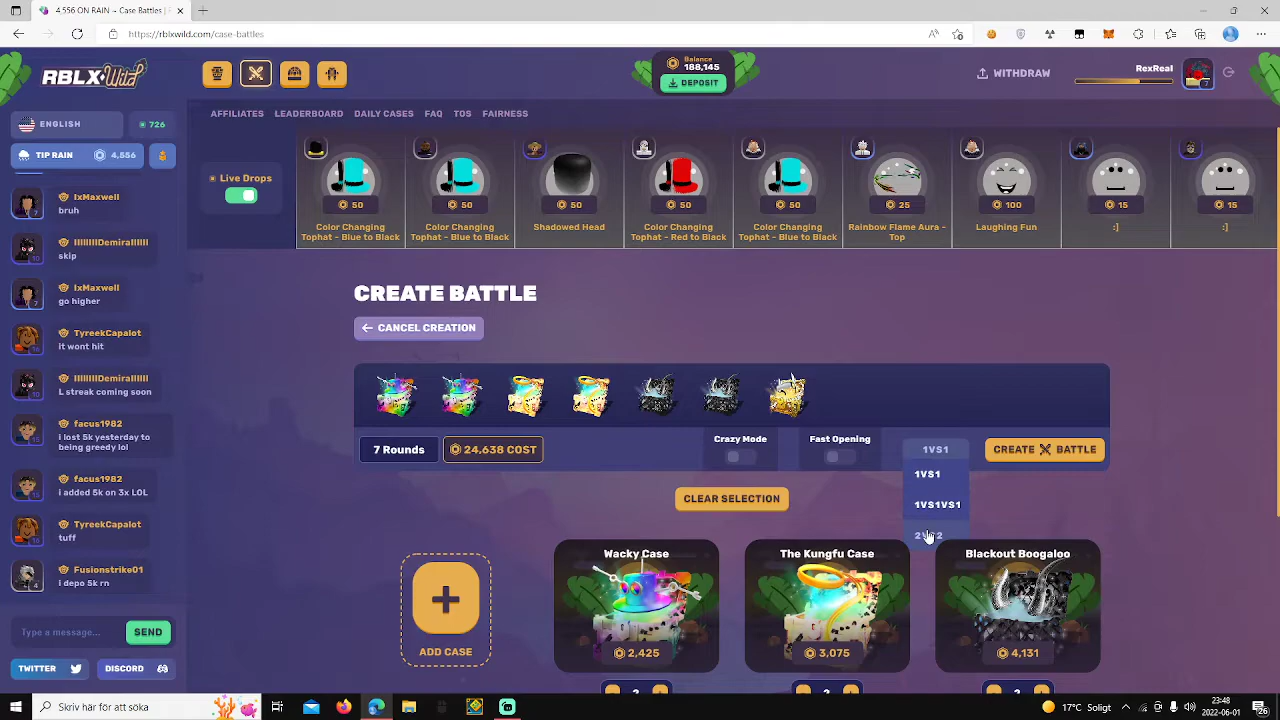 4,556 ON RAIN ~ Case Battles |
https://rblxwild.com/case-battles
RBLX Wild
Balance
188,145
DEPOSIT
WITHDRAW
RexReal
7
ENGLISH
726
TIP RAIN 4,556
AFFILIATES LEADERBOARD DAILY CASES FAQ TOS FAIRNESS
Live Drops
50
Color Changing
Tophat - Blue to Black
50
Color Changing
Tophat - Blue to Black
50
Shadowed Head
50
Color Changing
Tophat - Red to Black
50
Color Changing
Tophat - Blue to Black
25
Rainbow Flame Aura -
Top
100
Laughing Fun
15
:]
15
:]
IxMaxwell
bruh
IIIIIIIDemiraIIIIII
skip
IxMaxwell
go higher
TyreekCapalot
it wont hit
IIIIIIIDemiraIIIIII
L streak coming soon
facus1982
i lost 5k yesterday to
being greedy lol
facus1982
i added 5k on 3x LOL
TyreekCapalot
tuff
Fusionstrike01
i depo 5k rn
Type a message...
SEND
TWITTER
DISCORD
CREATE BATTLE
CANCEL CREATION
7 Rounds
24,638 COST
Crazy Mode
Fast Opening
1VS1
1VS1
1VS1VS1
CREATE BATTLE
CLEAR SELECTION
ADD CASE
Wacky Case
2,425
The Kungfu Case
3,075
Blackout Boogaloo
4,131
Skriv här för att söka
17°C Soligt
23:48
2022-06-01